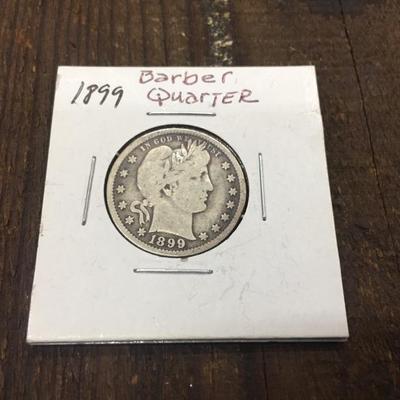 1899 Barber
Quarter
IN GOD WE TRUST
1899